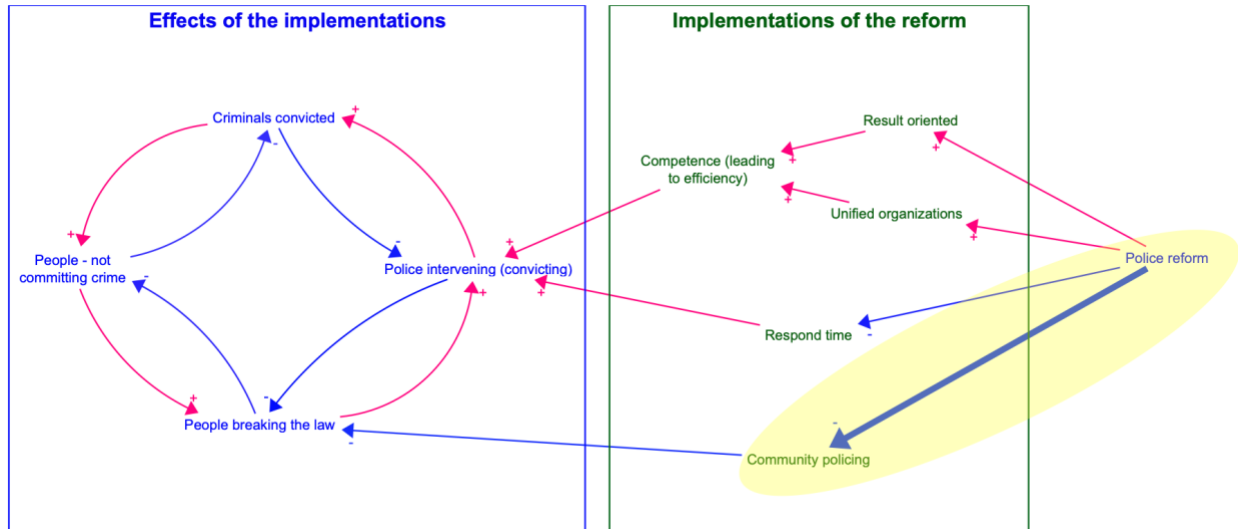 Effects of the implementations
Implementations of the reform
Criminals convicted
+
-
Result oriented
+
Competence (leading
to efficiency)
+
+
Unified organizations
+
+
-
+
People - not
committing crime
-
Police intervening (convicting)
+
+
Police reform
Respond time
-
+
-
People breaking the law
-
-
Community policing